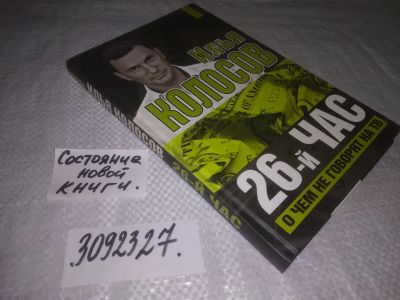 Илья
КОЛОСОВ
26-й ЧАС
О ЧЕМ НЕ ГОВОРЯТ НА ТВ
ИЛЬЯ КОЛОСОВ 26-Й ЧАС
Состояние
новой
книги.
.3092327.